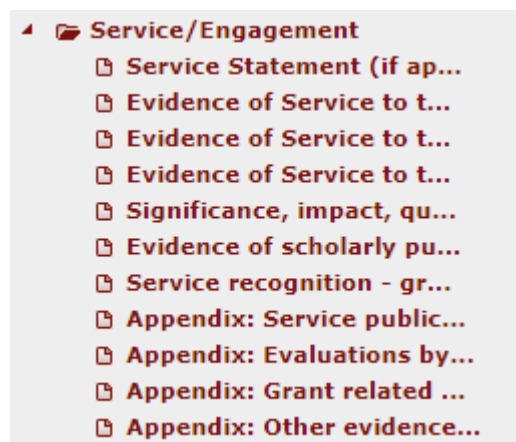 Service/Engagement
Service Statement (if ap...
Evidence of Service to t...
Evidence of Service to t...
Evidence of Service to t...
Significance, impact, qu...
Evidence of scholarly pu...
Service recognition - gr...
Appendix: Service public...
Appendix: Evaluations by...
Appendix: Grant related ...
Appendix: Other evidence...